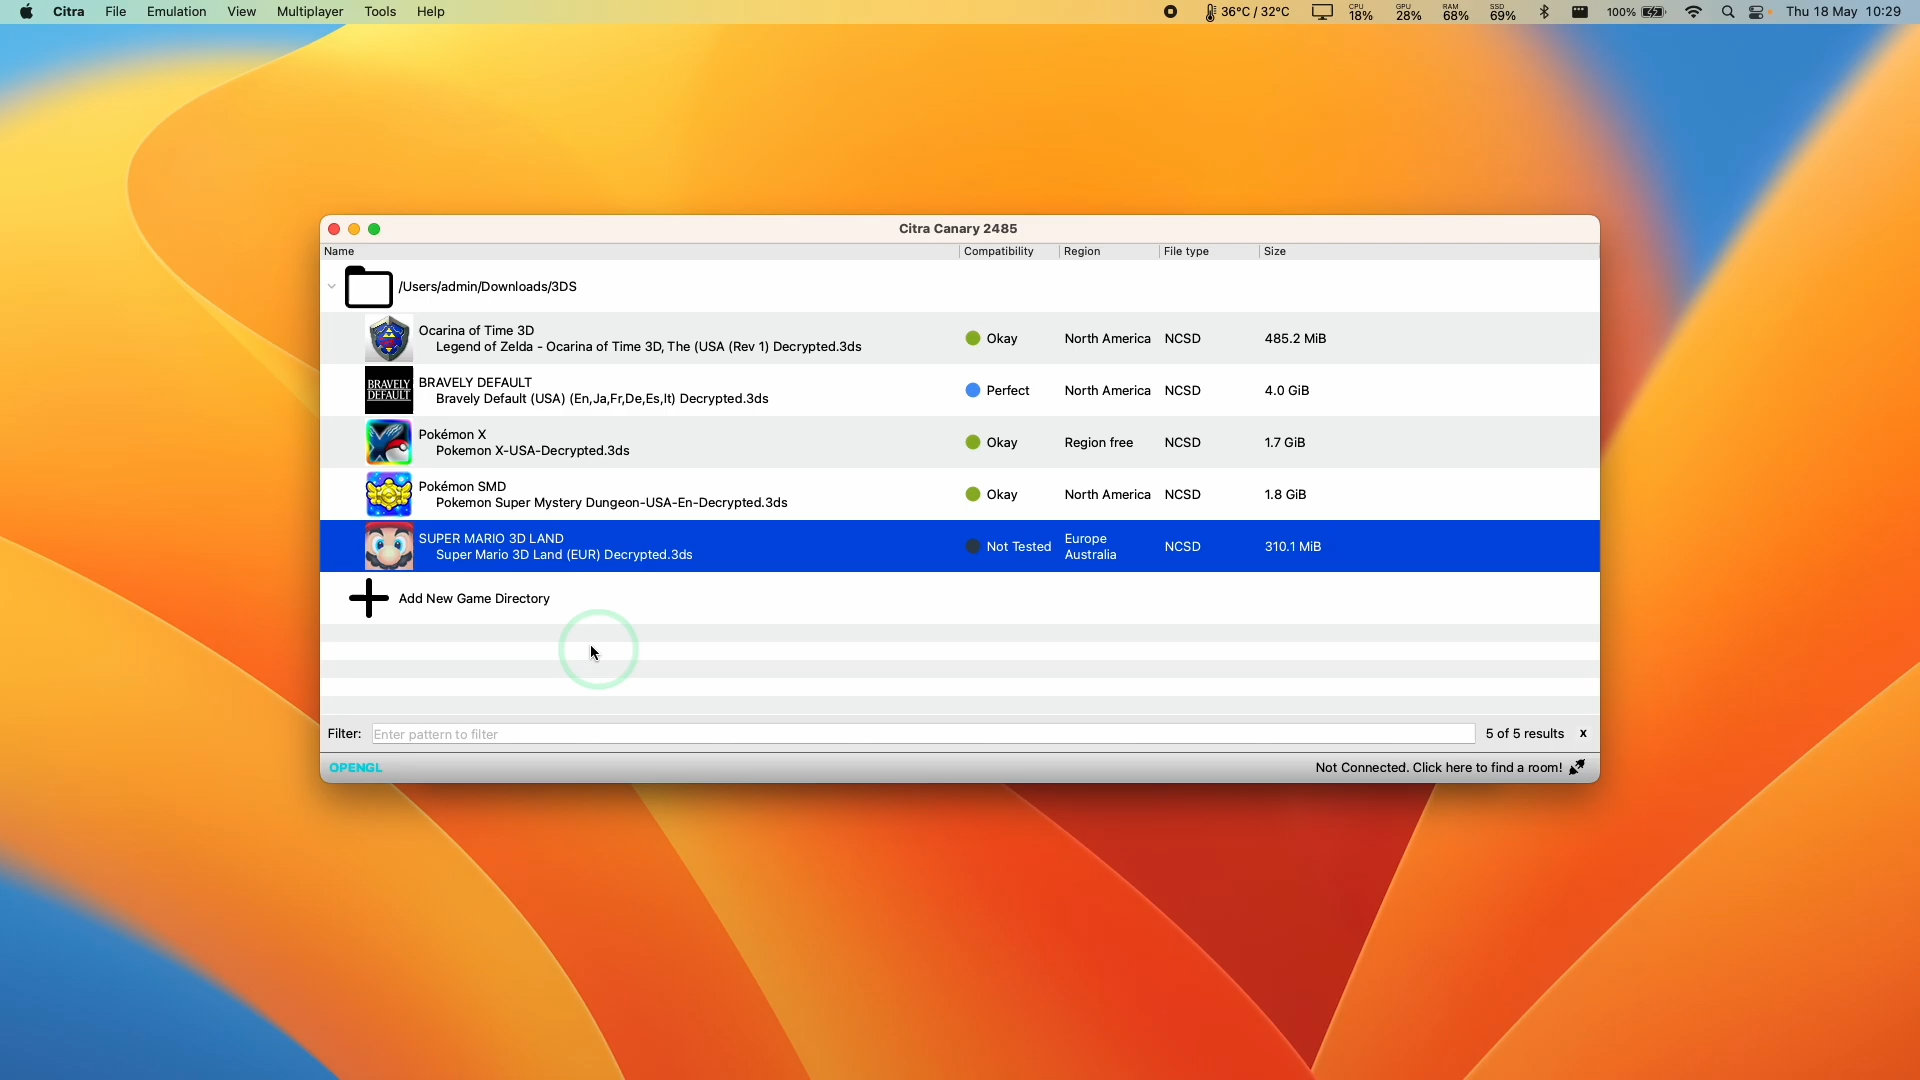 Citra File Emulation View Multiplayer Tools Help 36°C / 32°C CPU 18% GPU 28% RAM 68% SSD 69% 100% Thu 18 May 10:29
Citra Canary 2485
Name Compatibility Region File type Size
/Users/admin/Downloads/3DS
Ocarina of Time 3D
Legend of Zelda - Ocarina of Time 3D, The (USA (Rev 1) Decrypted.3ds
Okay North America NCSD 485.2 MiB
BRAVELY DEFAULT
BRAVELY DEFAULT
Bravely Default (USA) (En,Ja,Fr,De,Es,It) Decrypted.3ds
Perfect North America NCSD 4.0 GiB
Pokémon X
Pokemon X-USA-Decrypted.3ds
Okay Region free NCSD 1.7 GiB
Pokémon SMD
Pokemon Super Mystery Dungeon-USA-En-Decrypted.3ds
Okay North America NCSD 1.8 GiB
SUPER MARIO 3D LAND
Super Mario 3D Land (EUR) Decrypted.3ds
Not Tested Europe Australia NCSD 310.1 MiB
Add New Game Directory
Filter: Enter pattern to filter 5 of 5 results x
OPENGL Not Connected. Click here to find a room!